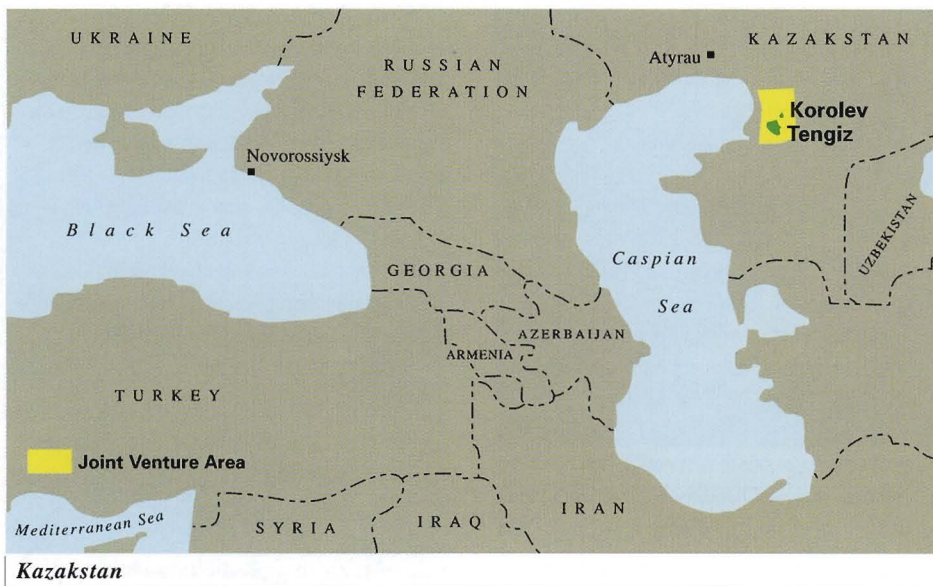 UKRAINE
RUSSIAN
FEDERATION
Atyrau
KAZAKSTAN
Korolev
Tengiz
Novorossiysk
Black Sea
GEORGIA
Caspian
Sea
UZBEKISTAN
AZERBAIJAN
ARMENIA
TURKEY
Joint Venture Area
Mediterranean Sea
SYRIA
IRAQ
IRAN
Kazakstan